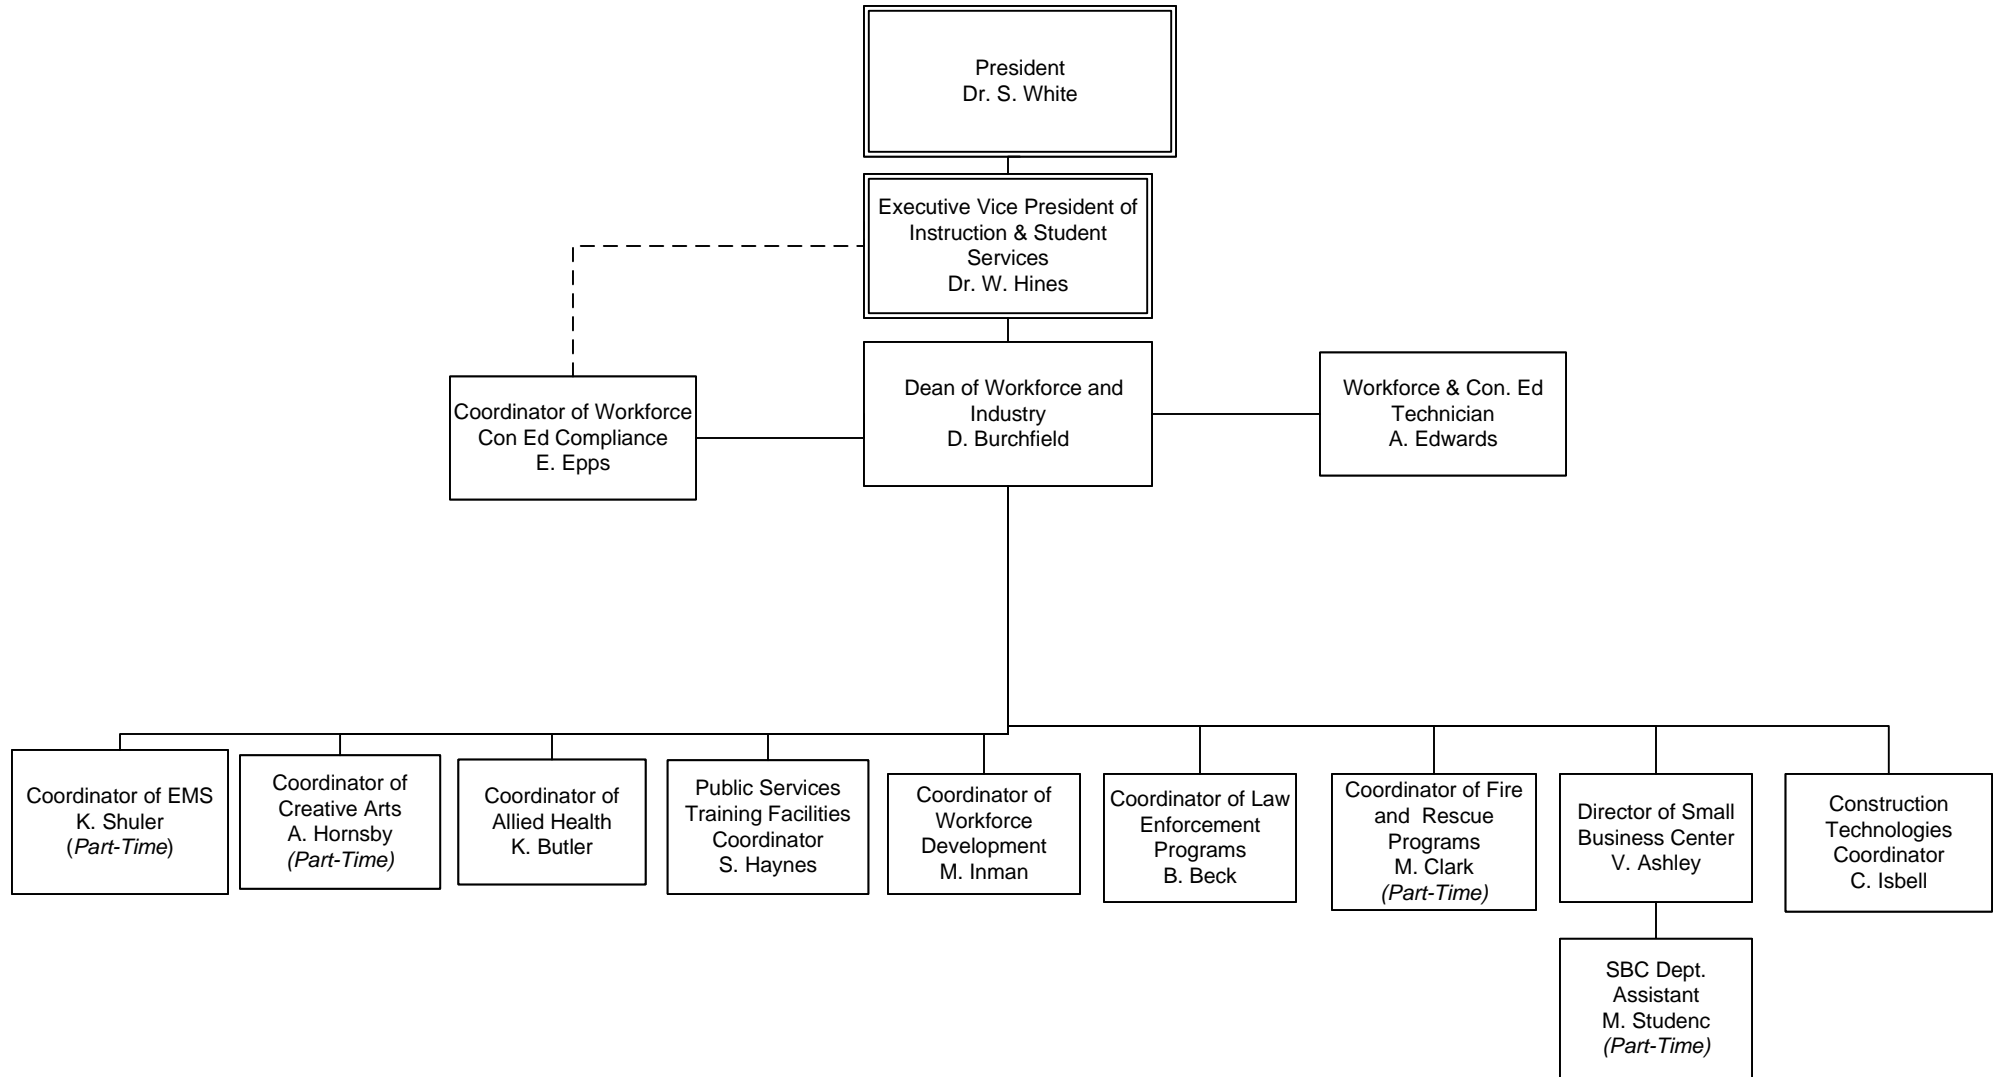 President
Dr. S. White
Executive Vice President of
Instruction & Student
Services
Dr. W. Hines
Dean of Workforce and
Industry
D. Burchfield
Workforce & Con. Ed
Technician
A. Edwards
Coordinator of Workforce
Con Ed Compliance
E. Epps
Coordinator of EMS
K. Shuler
(Part-Time)
Coordinator of
Creative Arts
A. Hornsby
(Part-Time)
Coordinator of
Allied Health
K. Butler
Public Services
Training Facilities
Coordinator
S. Haynes
Coordinator of
Workforce
Development
M. Inman
Coordinator of Law
Enforcement
Programs
B. Beck
Coordinator of Fire
and Rescue
Programs
M. Clark
(Part-Time)
Director of Small
Business Center
V. Ashley
Construction
Technologies
Coordinator
C. Isbell
SBC Dept.
Assistant
M. Studenc
(Part-Time)